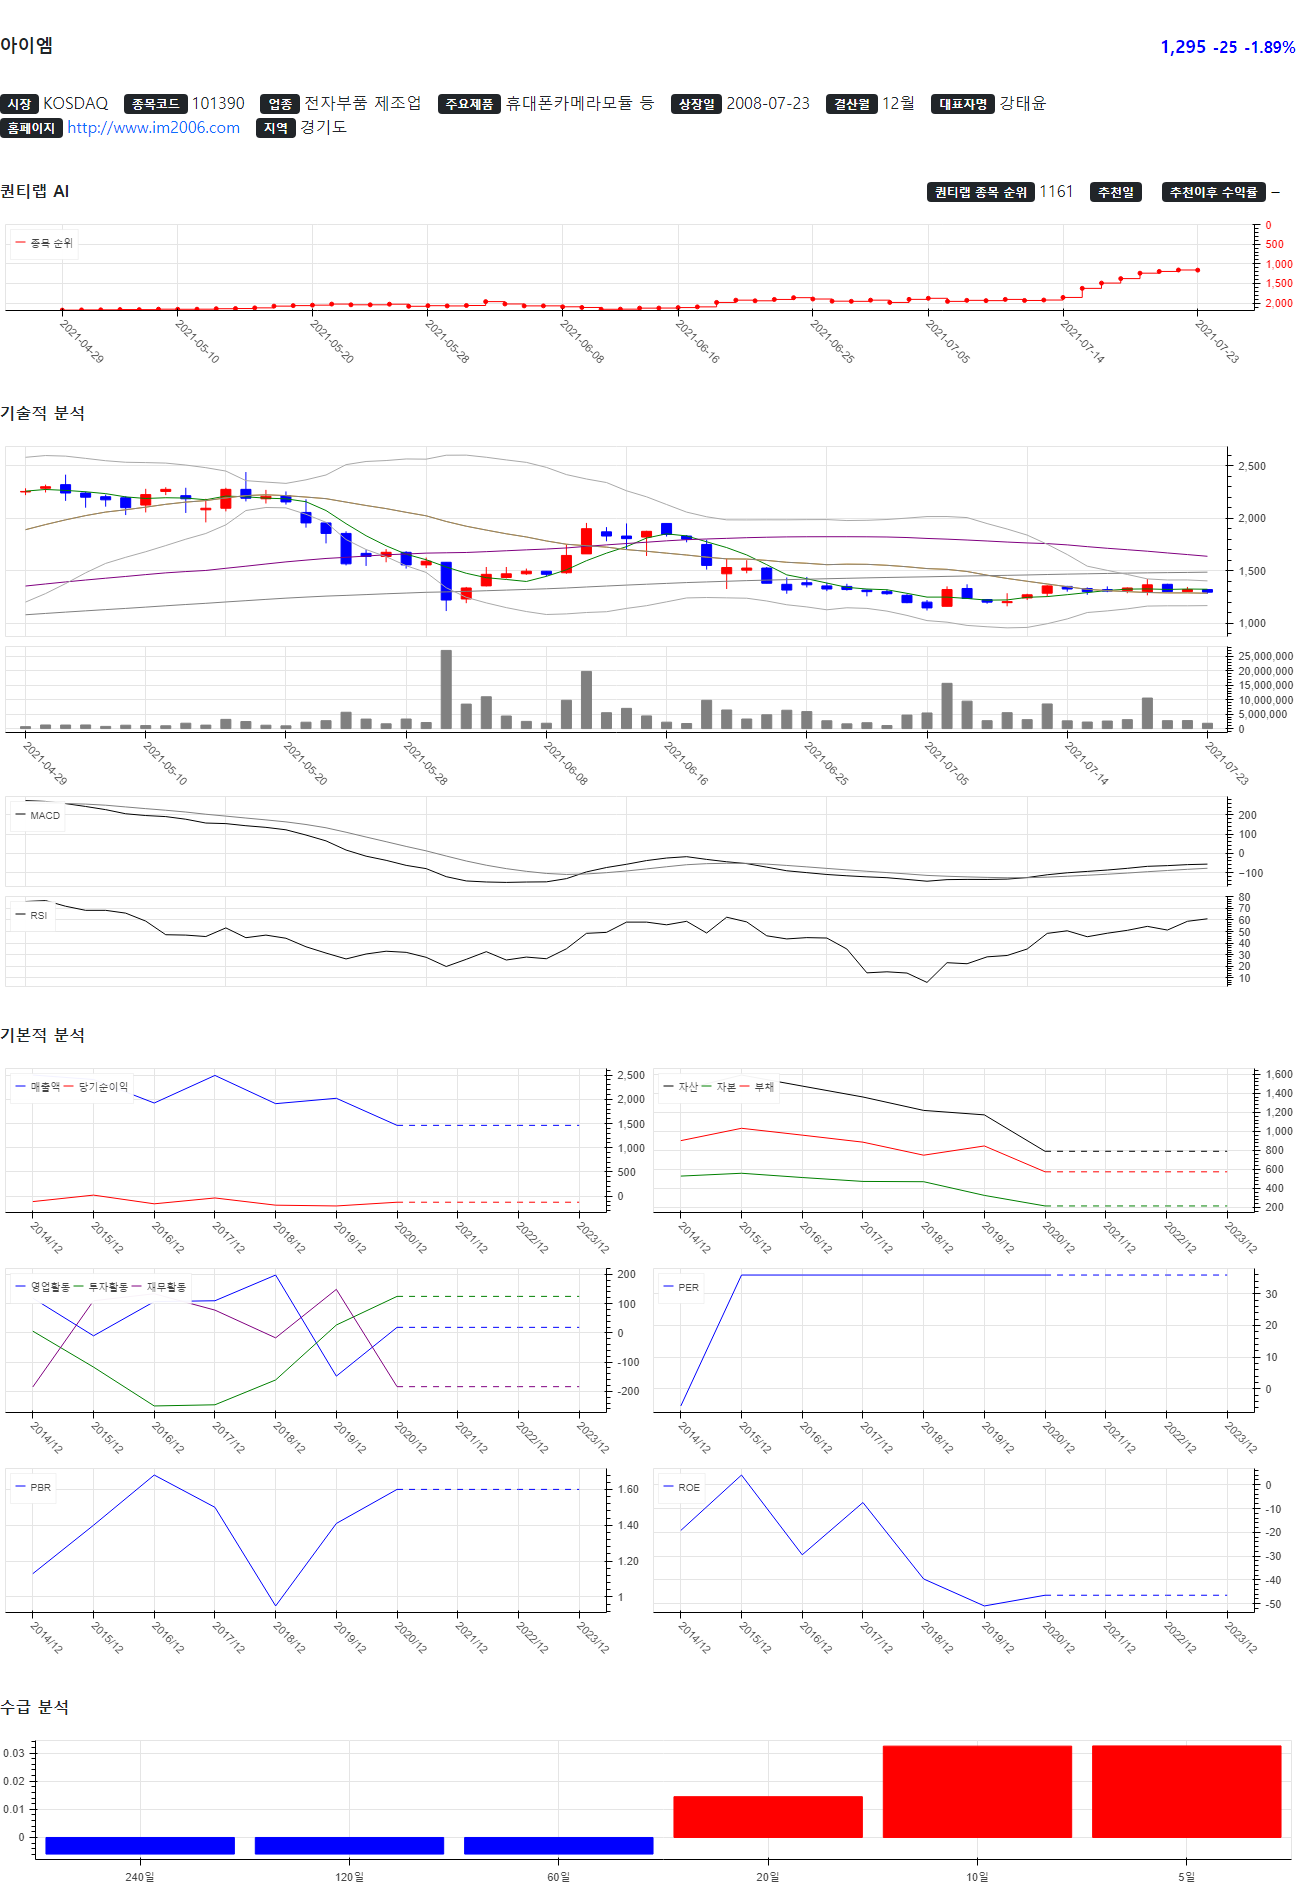 아이엠
1,295 -25 -1.89%
시장 KOSDAQ 종목코드 101390 업종 전자부품 제조업 주요제품 휴대폰카메라모듈 등 상장일 2008-07-23 결산월 12월 대표자명 강태윤
홈페이지 http://www.im2006.com 지역 경기도
퀀티랩 AI
퀀티랩 종목 순위 1161 추천일 추천이후 수익률 –
종목 순위
0
500
1,000
1,500
2,000
2021-04-29 2021-05-10 2021-05-20 2021-05-28 2021-06-08 2021-06-16 2021-06-25 2021-07-05 2021-07-14 2021-07-23
기술적 분석
2,500
2,000
1,500
1,000
25,000,000
20,000,000
15,000,000
10,000,000
5,000,000
0
2021-04-29 2021-05-10 2021-05-20 2021-05-28 2021-06-08 2021-06-16 2021-06-25 2021-07-05 2021-07-14 2021-07-23
MACD
200
100
0
−100
RSI
80
70
60
50
40
30
20
10
기본적 분석
매출액 당기순이익
2,500
2,000
1,500
1,000
500
0
2014/12 2015/12 2016/12 2017/12 2018/12 2019/12 2020/12 2021/12 2022/12 2023/12
자산 자본 부채
1,600
1,400
1,200
1,000
800
600
400
200
2014/12 2015/12 2016/12 2017/12 2018/12 2019/12 2020/12 2021/12 2022/12 2023/12
영업활동 투자활동 재무활동
200
100
0
-100
-200
2014/12 2015/12 2016/12 2017/12 2018/12 2019/12 2020/12 2021/12 2022/12 2023/12
PER
30
20
10
0
2014/12 2015/12 2016/12 2017/12 2018/12 2019/12 2020/12 2021/12 2022/12 2023/12
PBR
1.60
1.40
1.20
1
2014/12 2015/12 2016/12 2017/12 2018/12 2019/12 2020/12 2021/12 2022/12 2023/12
ROE
0
-10
-20
-30
-40
-50
2014/12 2015/12 2016/12 2017/12 2018/12 2019/12 2020/12 2021/12 2022/12 2023/12
수급 분석
0.03
0.02
0.01
0
240일 120일 60일 20일 10일 5일